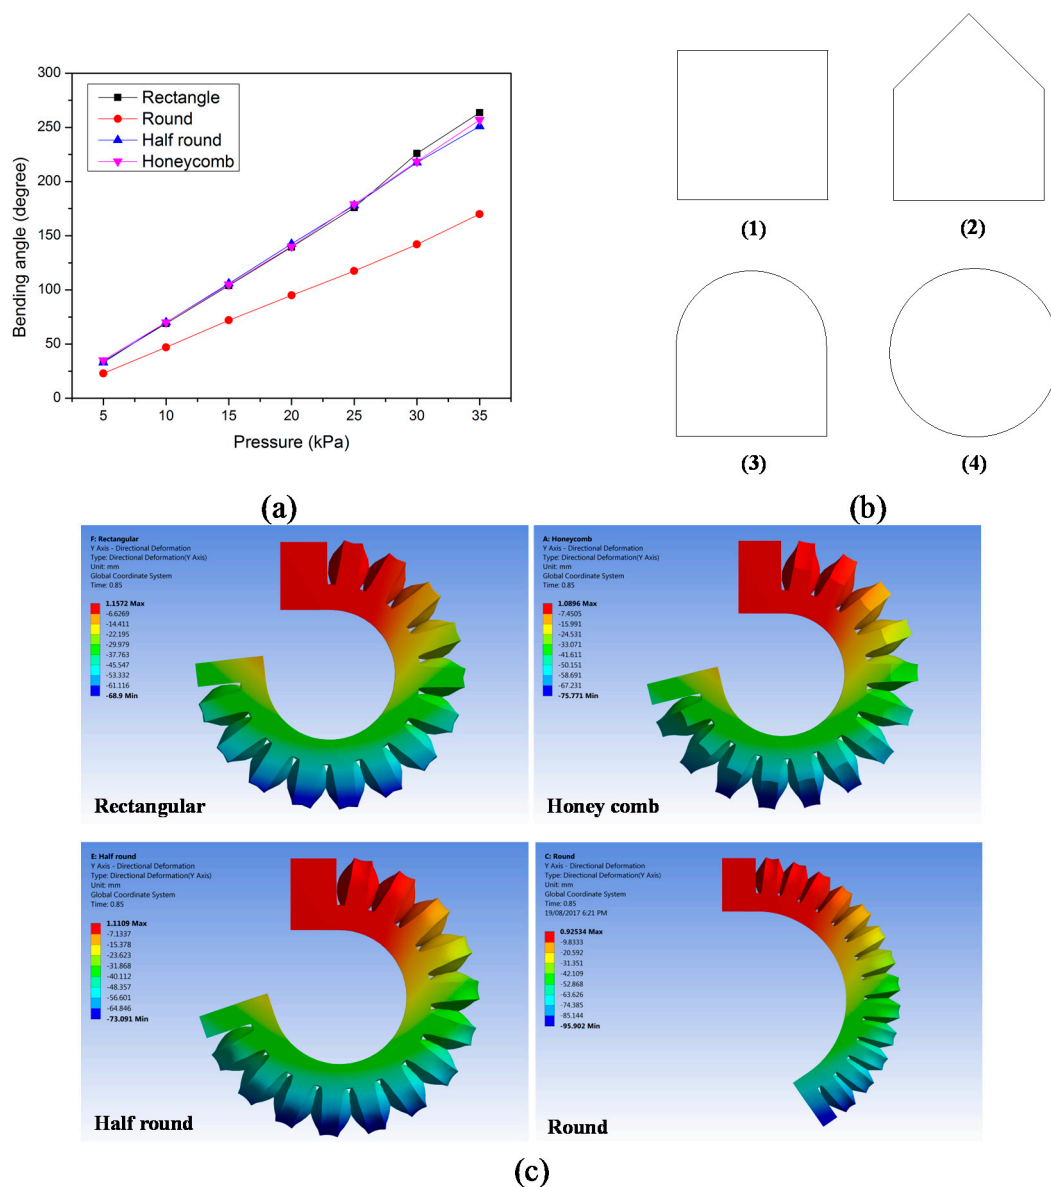 300
250
200
150
100
50
0
Bending angle (degree)
Rectangle
Round
Half round
Honeycomb
5 10 15 20 25 30 35
Pressure (kPa)
(a)
(1)
(2)
(3)
(4)
(b)
F: Rectangular
Y Axis - Directional Deformation
Type: Directional Deformation(Y Axis)
Unit: mm
Global Coordinate System
Time: 0.85
1.1572 Max
-6.6269
-14.411
-22.195
-29.979
-37.763
-45.547
-53.332
-61.116
-68.9 Min
Rectangular
A: Honeycomb
Y Axis - Directional Deformation
Type: Directional Deformation(Y Axis)
Unit: mm
Global Coordinate System
Time: 0.85
1.0896 Max
-7.4505
-15.991
-24.531
-33.071
-41.611
-50.151
-58.691
-67.231
-75.771 Min
Honey comb
E: Half round
Y Axis - Directional Deformation
Type: Directional Deformation(Y Axis)
Unit: mm
Global Coordinate System
Time: 0.85
1.1109 Max
-7.1337
-15.378
-23.623
-31.868
-40.112
-48.357
-56.601
-64.846
-73.091 Min
Half round
C: Round
Y Axis - Directional Deformation
Type: Directional Deformation(Y Axis)
Unit: mm
Global Coordinate System
Time: 0.85
19/08/2017 6:21 PM
0.92534 Max
-9.8333
-20.592
-31.351
-42.109
-52.868
-63.626
-74.385
-85.144
-95.902 Min
Round
(c)